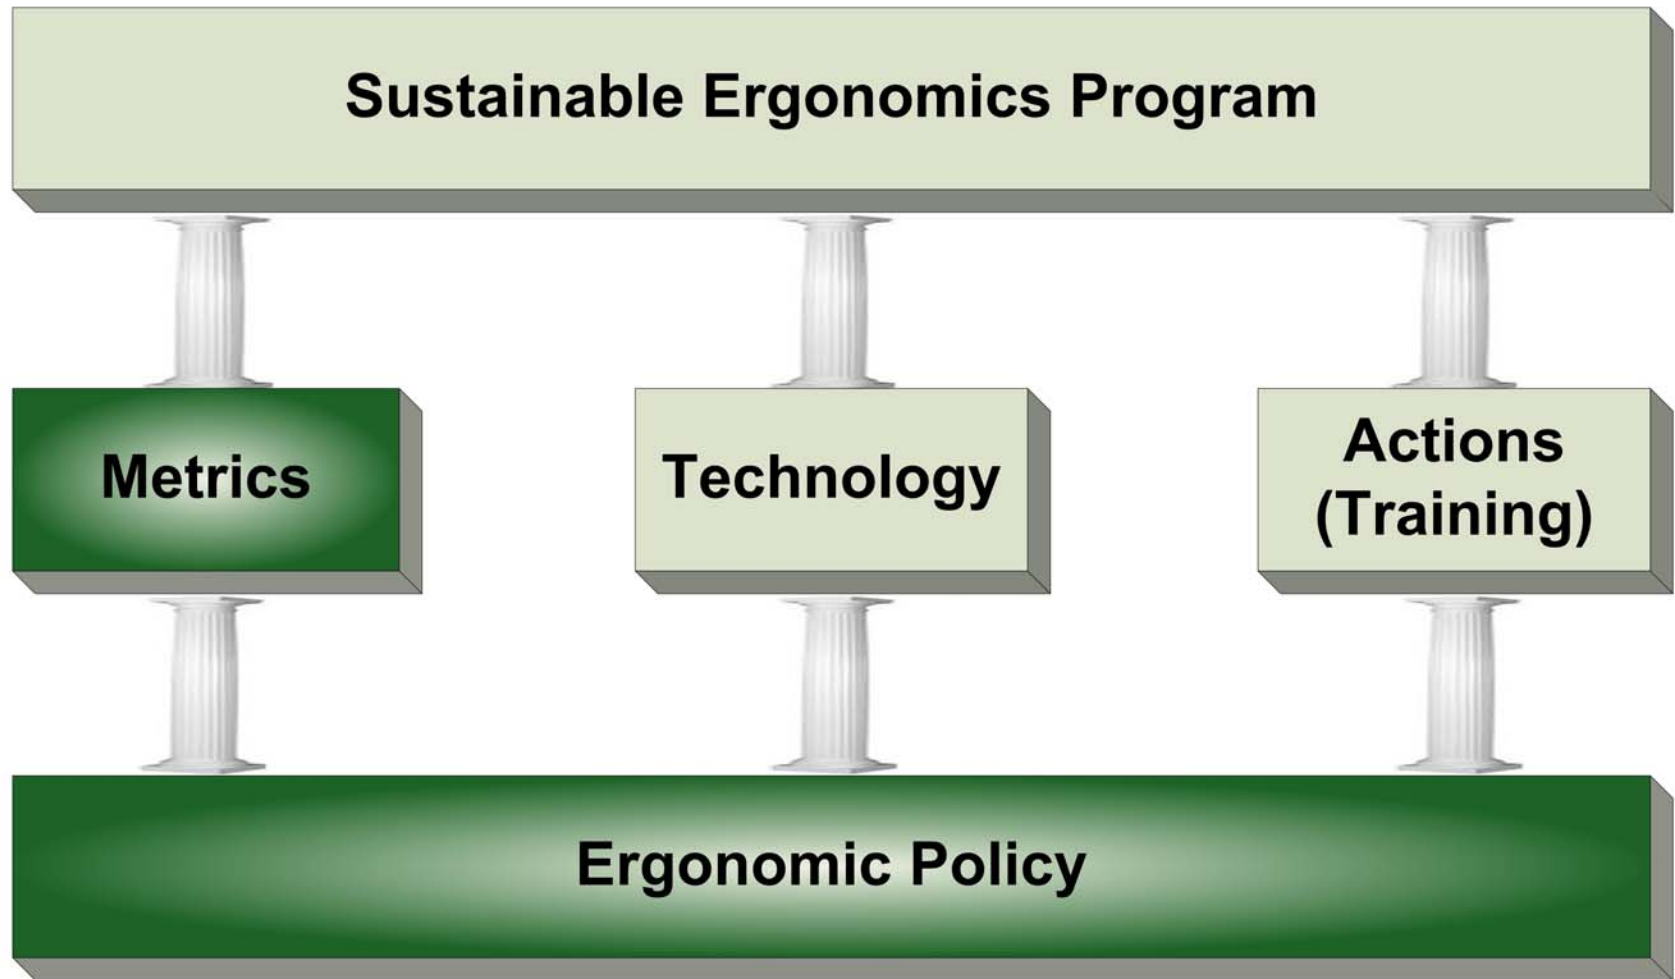 Sustainable Ergonomics Program
Metrics
Technology
Actions
(Training)
Ergonomic Policy